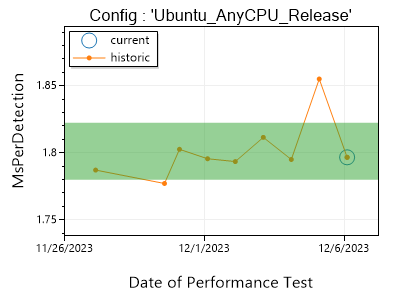 Config : 'Ubuntu_AnyCPU_Release'
current
historic
MsPerDetection
1.85
1.8
1.75
11/26/2023
12/1/2023
12/6/2023
Date of Performance Test